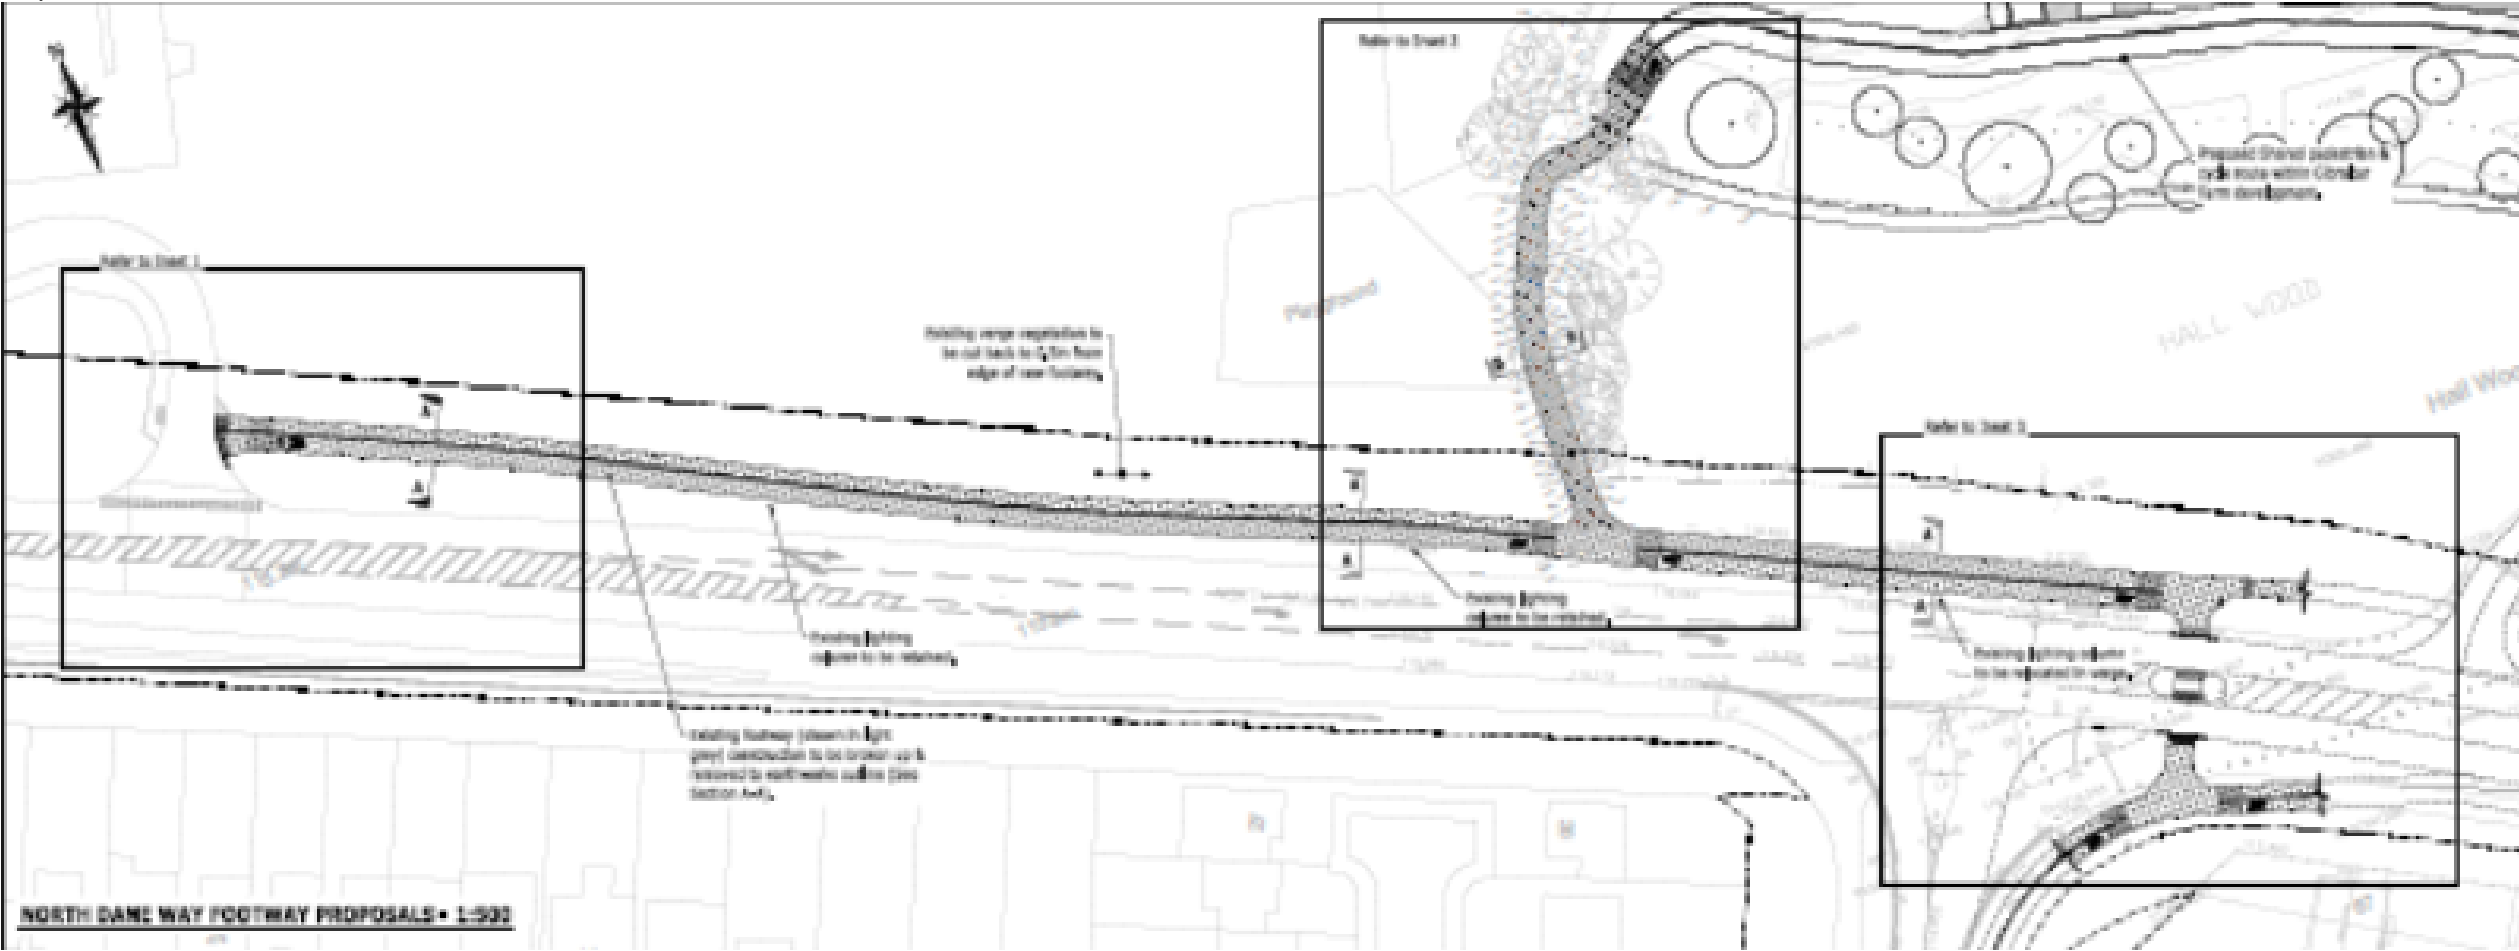 Refer to Inset 2
Proposed Shared pedestrian &
cycle route within Gibraltar
Farm development.
Refer to Inset 1
Playground
HALL WOOD
Existing verge vegetation to
be cut back to 0.5m from
edge of new footway.
Hall Woo
Refer to Inset 3
A
A
B
B
A
A
A
A
Existing lighting
column to be retained.
Existing lighting
column to be retained.
Existing lighting column
to be relocated in verge.
Existing footway (shown in light
grey) construction to be broken up &
removed to earthworks outline (See
Section A-A).
NORTH DANE WAY FOOTWAY PROPOSALS • 1:500